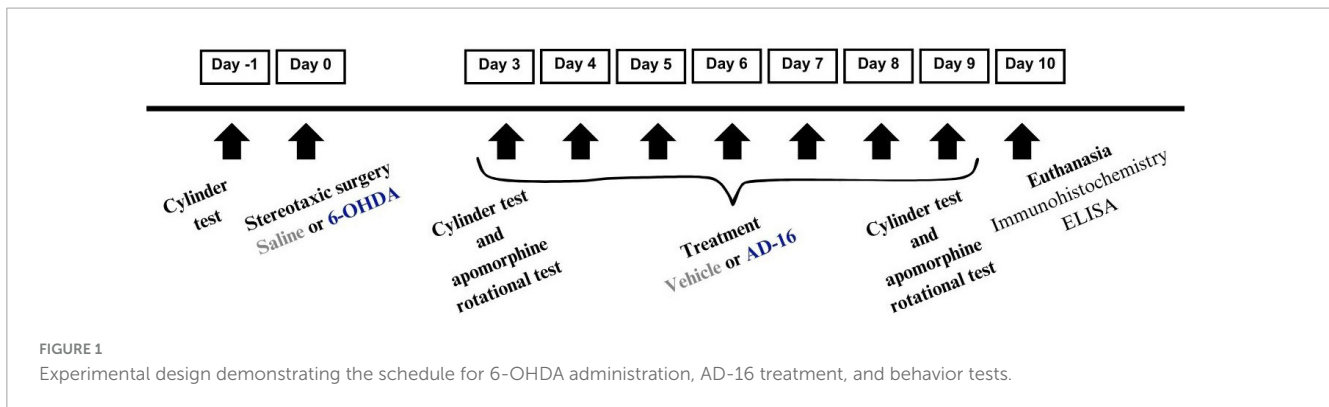 Day -1 Day 0 Day 3 Day 4 Day 5 Day 6 Day 7 Day 8 Day 9 Day 10
Cylinder
test
Stereotaxic surgery
Saline or 6-OHDA
Cylinder test
and
apomorphine
rotational test
Treatment
Vehicle or AD-16
Cylinder test
and
apomorphine
rotational test
Euthanasia
Immunohistochemistry
ELISA
FIGURE 1
Experimental design demonstrating the schedule for 6-OHDA administration, AD-16 treatment, and behavior tests.